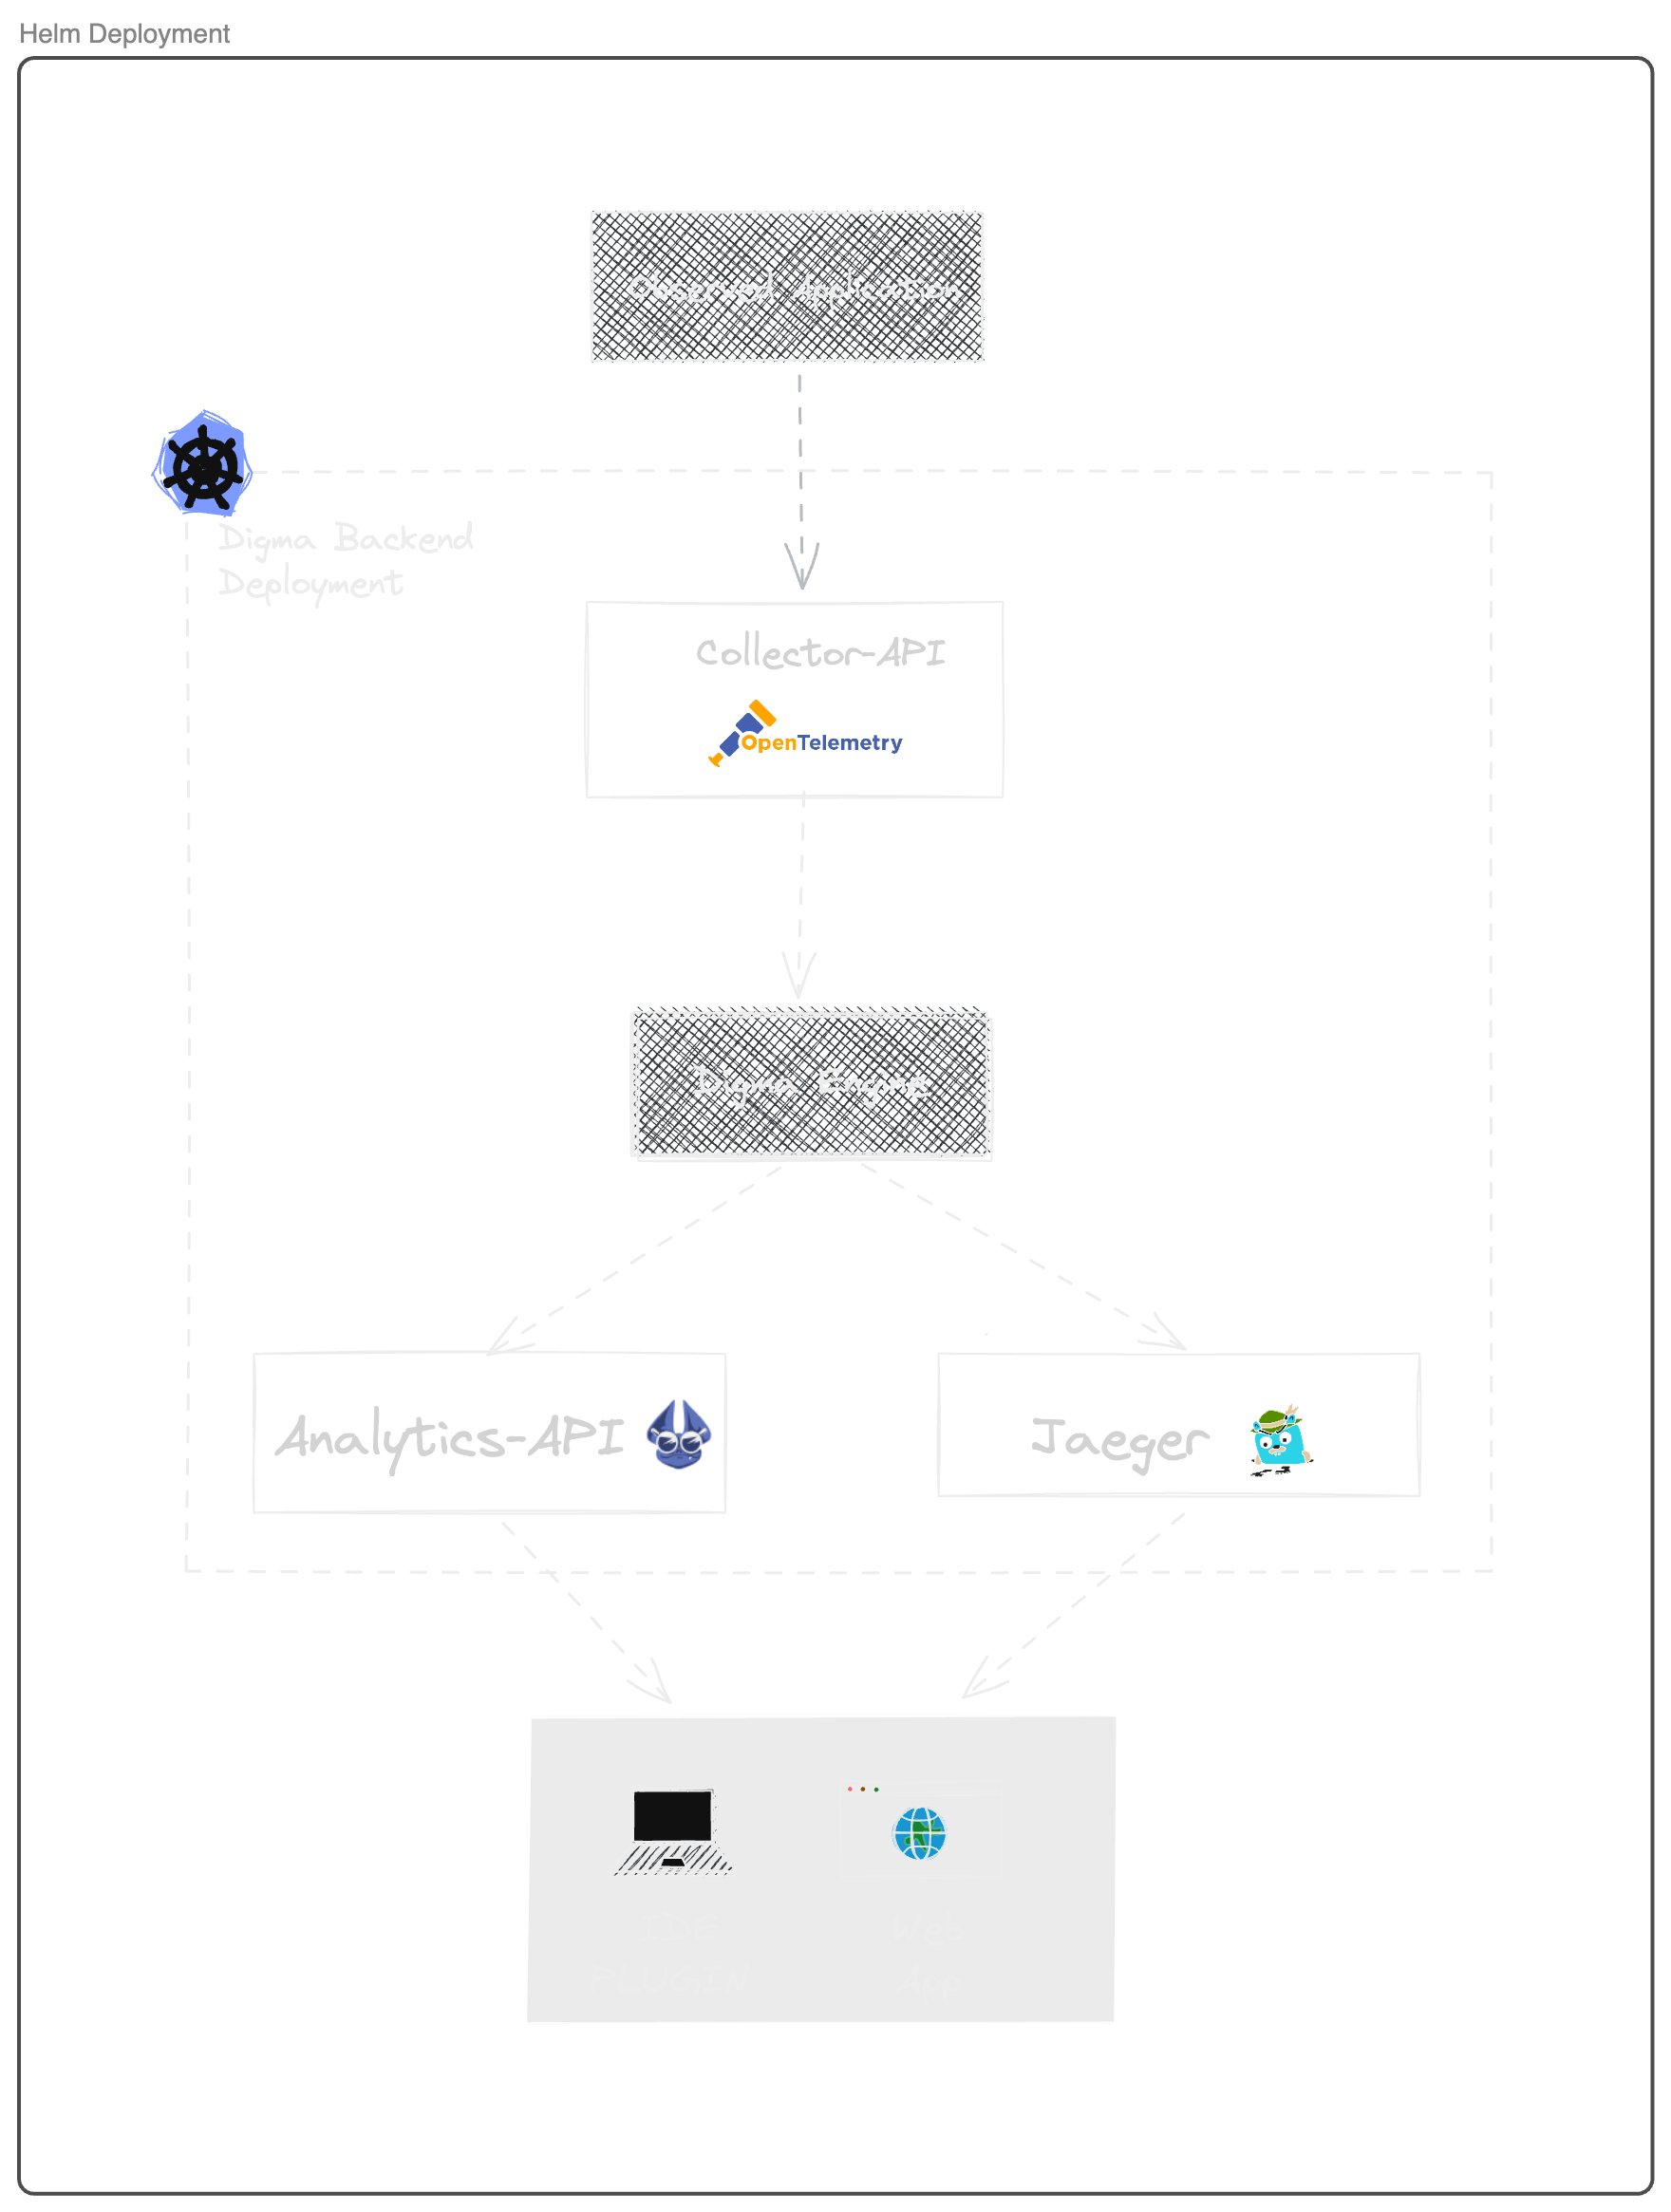 Helm Deployment
Observed Application
Digma Backend
Deployment
Collector-API
OpenTelemetry
Digma Engine
Analytics-API
Jaeger
IDE
PLUGIN
Web
App